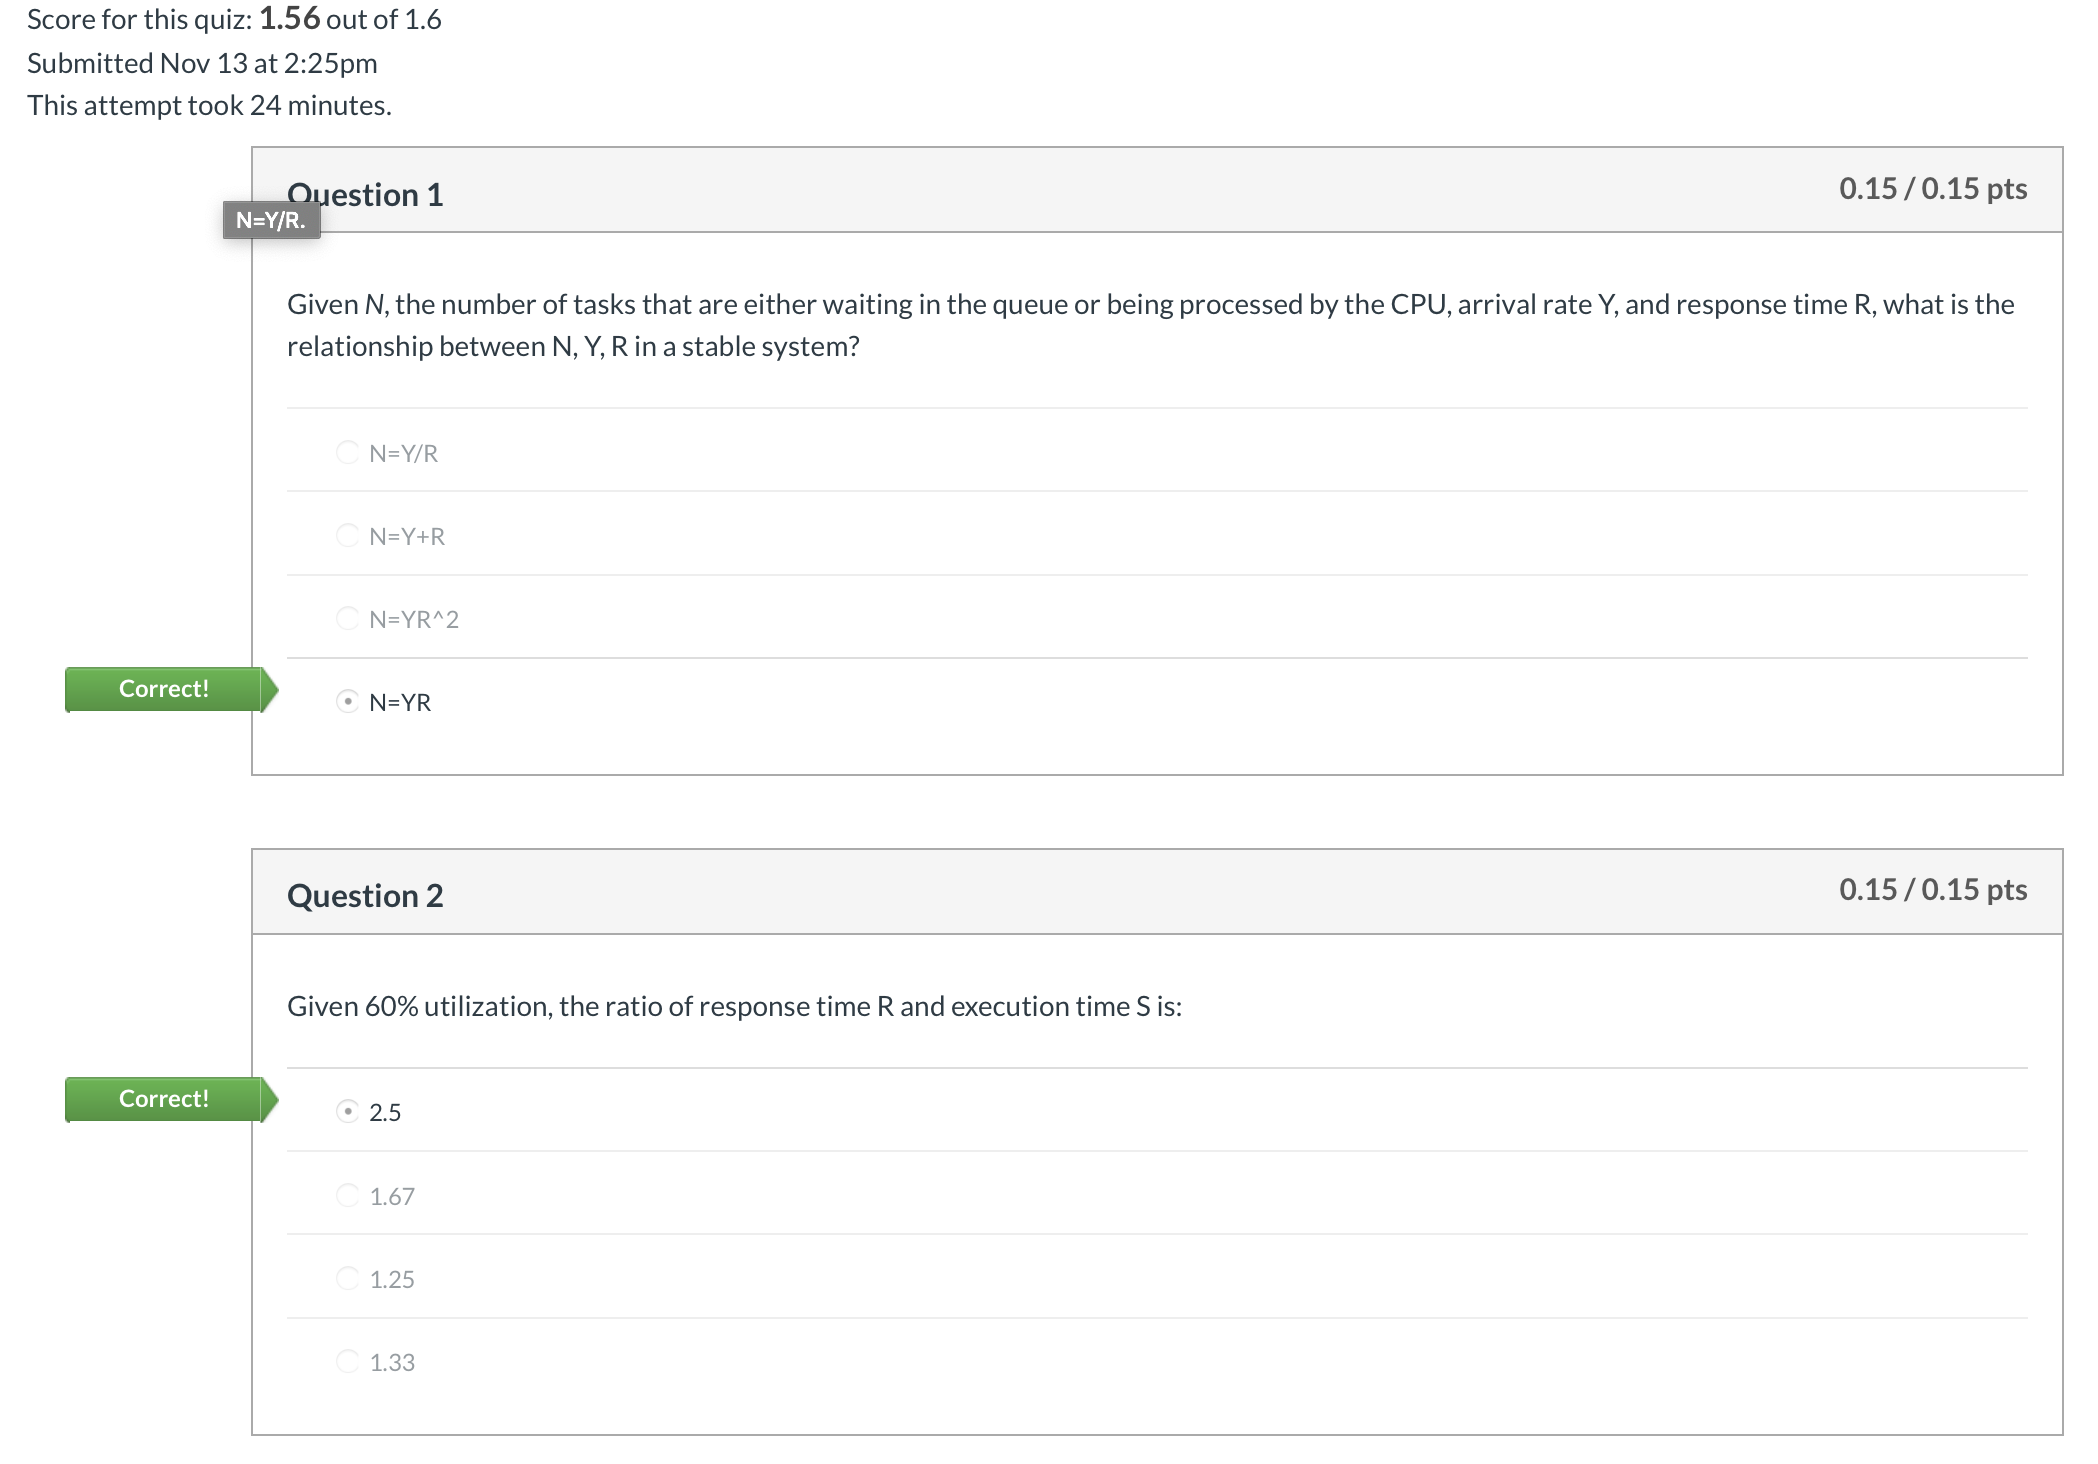 Score for this quiz: 1.56 out of 1.6
Submitted Nov 13 at 2:25pm
This attempt took 24 minutes.
Question 1
0.15 / 0.15 pts
N=Y/R.
Given N, the number of tasks that are either waiting in the queue or being processed by the CPU, arrival rate Y, and response time R, what is the
relationship between N, Y, R in a stable system?
N=Y/R
N=Y+R
N=YR^2
Correct!
N=YR
Question 2
0.15 / 0.15 pts
Given 60% utilization, the ratio of response time R and execution time S is:
Correct!
2.5
1.67
1.25
1.33